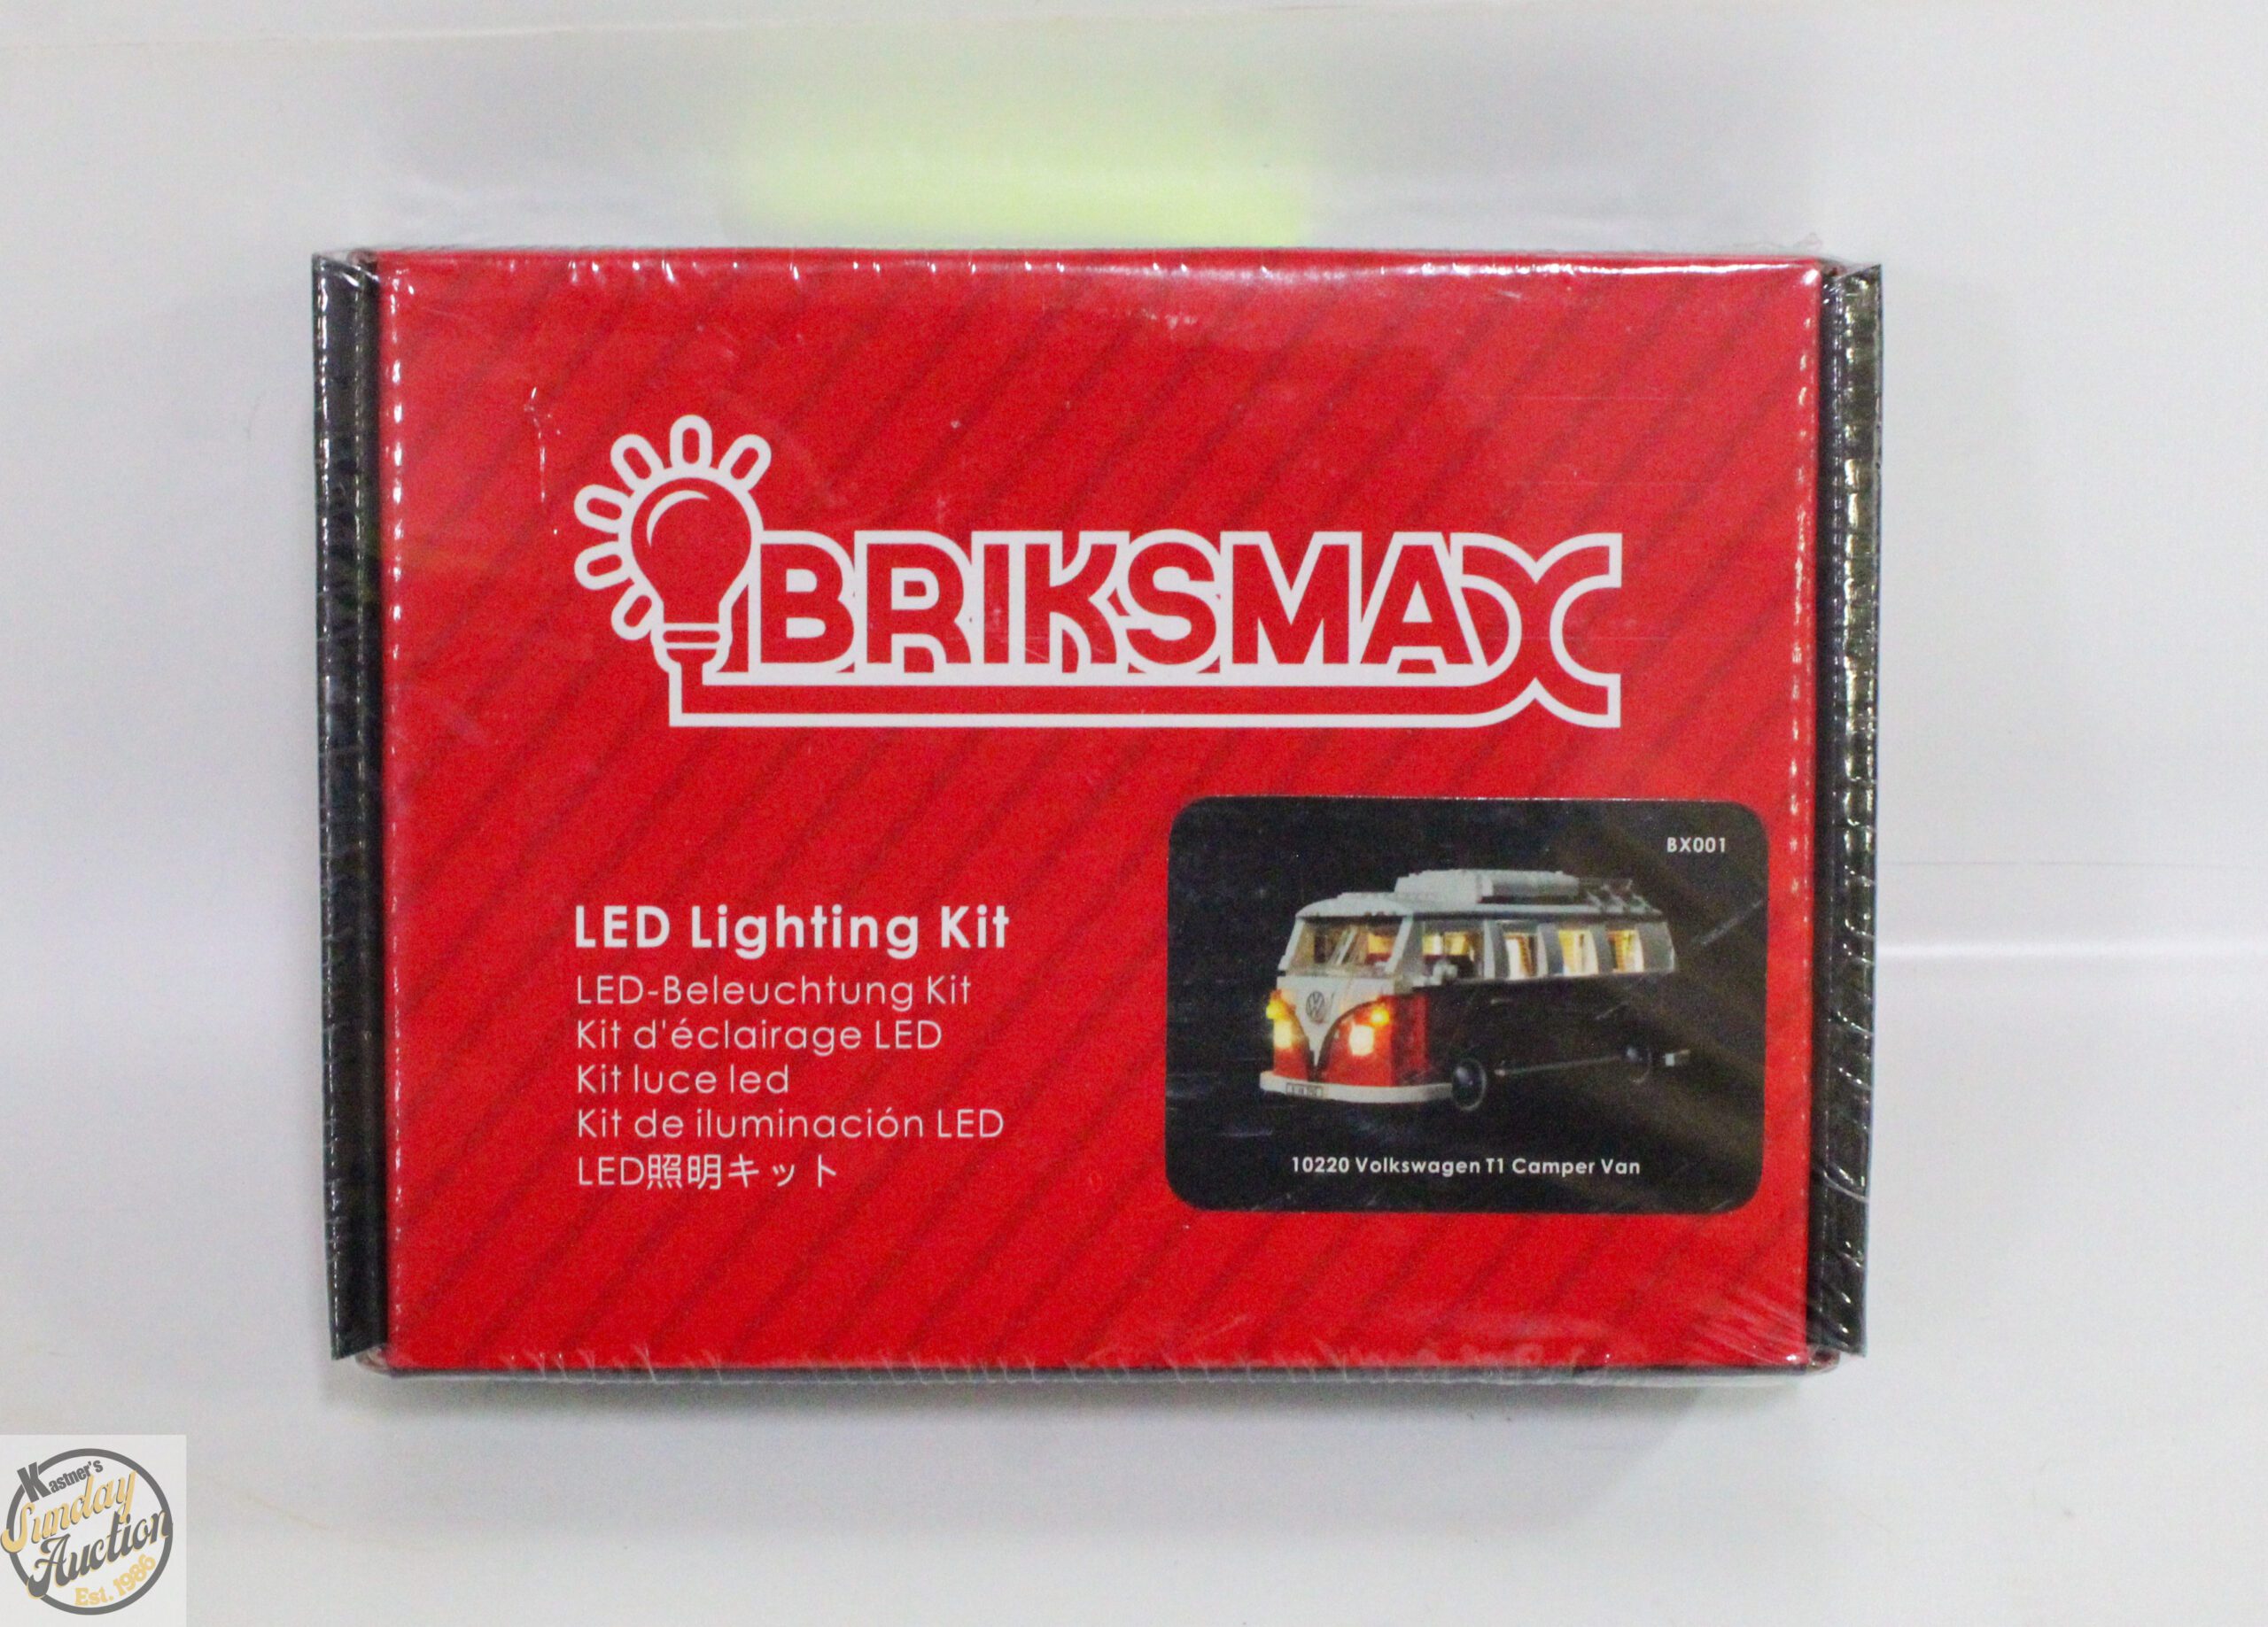 BRIKSMAX
BX001
LED Lighting Kit
LED-Beleuchtung Kit
Kit d'éclairage LED
Kit luce led
Kit de iluminación LED
LED照明キット
10220 Volkswagen T1 Camper Van
Kastner's
Sunday
Auction
Est. 1986